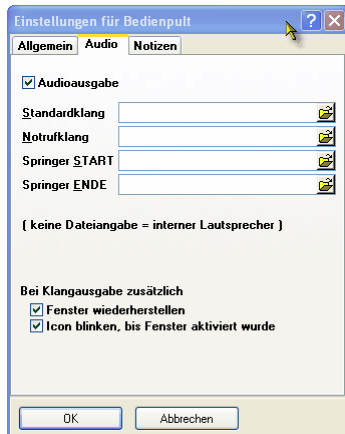 Einstellungen für Bedienpult
Allgemein Audio Notizen
Audioausgabe
Standardklang
Notrufklang
Springer START
Springer ENDE
( keine Dateiangabe = interner Lautsprecher )
Bei Klangausgabe zusätzlich
Fenster wiederherstellen
Icon blinken, bis Fenster aktiviert wurde
OK Abbrechen